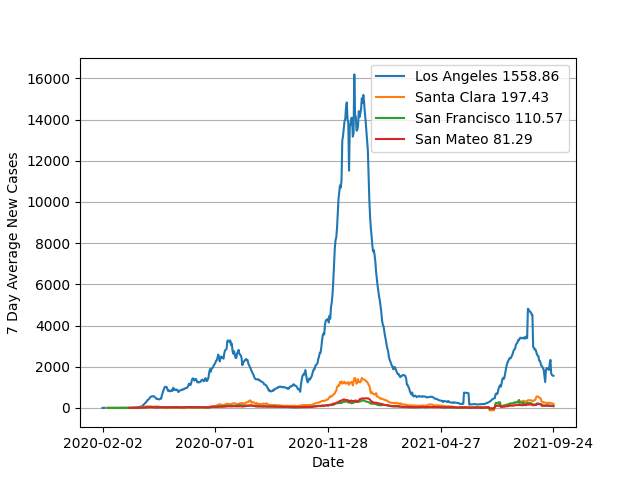 Los Angeles 1558.86
Santa Clara 197.43
San Francisco 110.57
San Mateo 81.29
16000
14000
12000
10000
8000
6000
4000
2000
0
7 Day Average New Cases
2020-02-02 2020-07-01 2020-11-28 2021-04-27 2021-09-24
Date